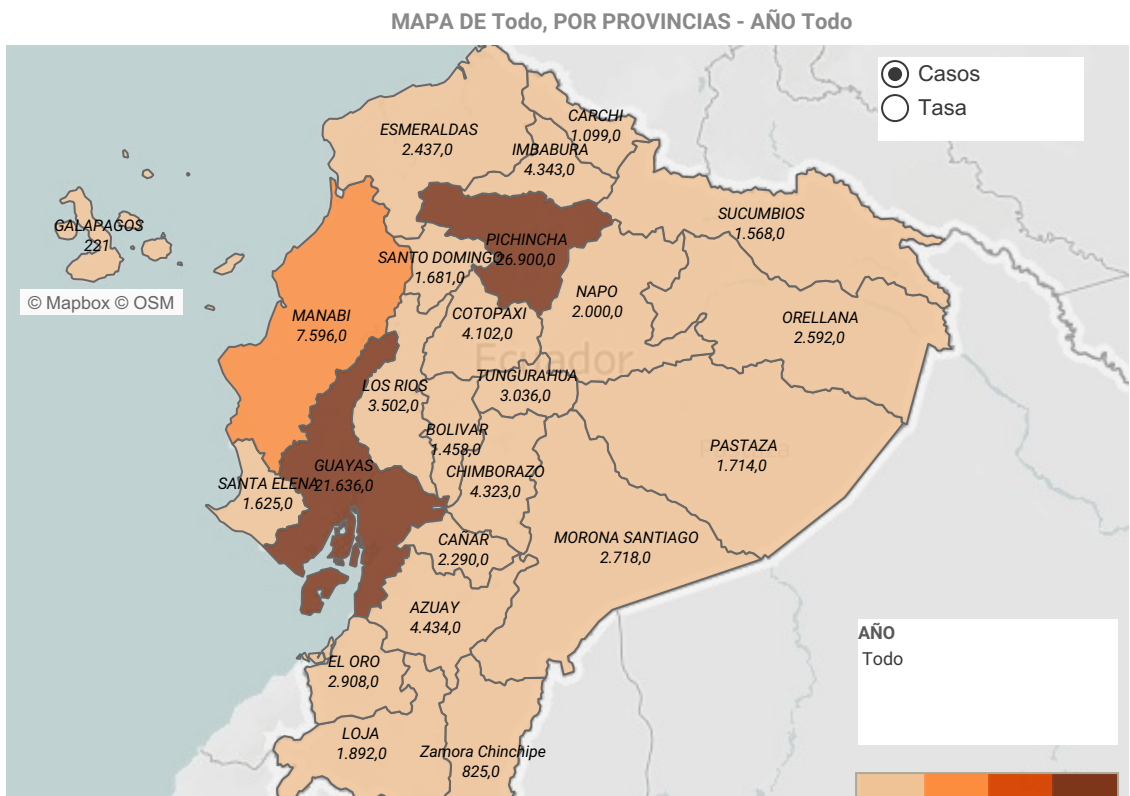 MAPA DE Todo, POR PROVINCIAS - AÑO Todo
Casos
Tasa
CARCHI
1.099,0
ESMERALDAS
2.437,0
IMBABURA
4.343,0
SUCUMBIOS
1.568,0
GALAPAGOS
221
PICHINCHA
26.900,0
SANTO DOMINGO
1.681,0
NAPO
2.000,0
© Mapbox © OSM
MANABI
7.596,0
COTOPAXI
4.102,0
ORELLANA
2.592,0
Ecuador
TUNGURAHUA
3.036,0
LOS RIOS
3.502,0
BOLIVAR
1.458,0
PASTAZA
1.714,0
GUAYAS
21.636,0
CHIMBORAZO
4.323,0
SANTA ELENA
1.625,0
CAÑAR
2.290,0
MORONA SANTIAGO
2.718,0
AZUAY
4.434,0
AÑO
Todo
EL ORO
2.908,0
LOJA
1.892,0
Zamora Chinchipe
825,0